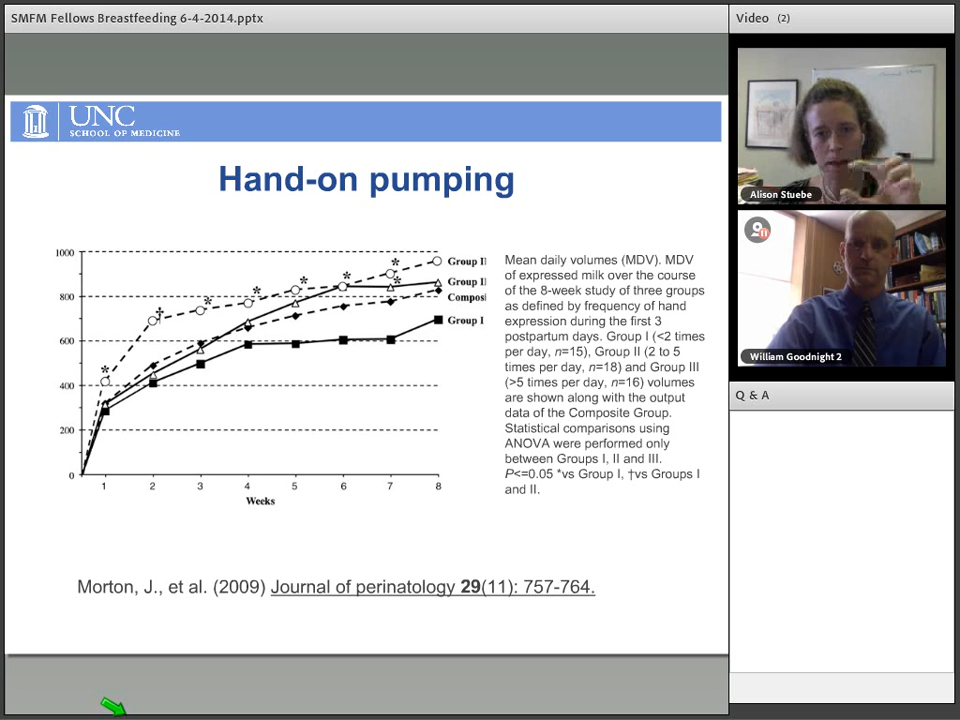 SMFM Fellows Breastfeeding 6-4-2014.pptx
Video (2)
UNC
SCHOOL OF MEDICINE
Hand-on pumping
1000
800
600
400
200
0
1 2 3 4 5 6 7 8
Weeks
* † * * * * * *
Group II
Group II
Composi
Group I
Mean daily volumes (MDV). MDV
of expressed milk over the course
of the 8-week study of three groups
as defined by frequency of hand
expression during the first 3
postpartum days. Group I (<2 times
per day, n=15), Group II (2 to 5
times per day, n=18) and Group III
(>5 times per day, n=16) volumes
are shown along with the output
data of the Composite Group.
Statistical comparisons using
ANOVA were performed only
between Groups I, II and III.
P<=0.05 *vs Group I, †vs Groups I
and II.
Morton, J., et al. (2009) Journal of perinatology 29(11): 757-764.
Alison Stuebe
William Goodnight 2
Q & A